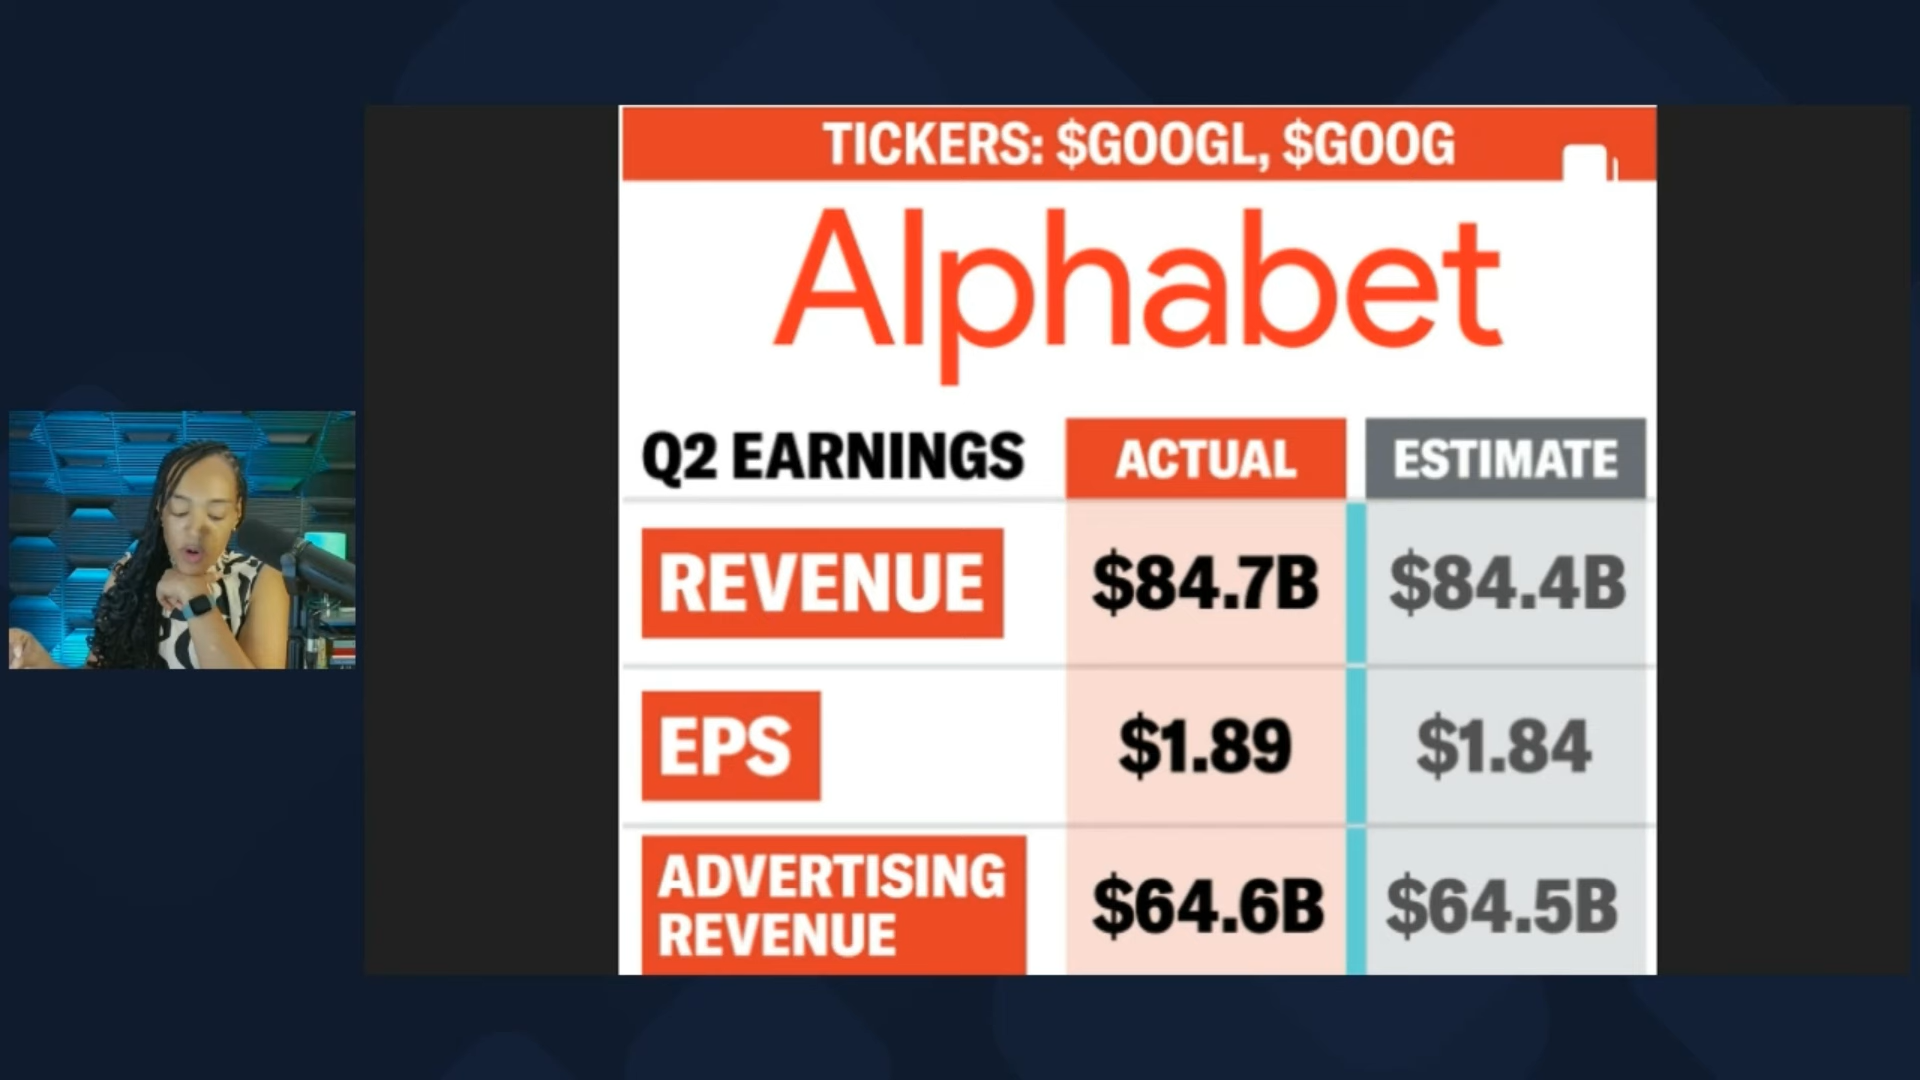 TICKERS: $GOOGL, $GOOG
Alphabet
Q2 EARNINGS ACTUAL ESTIMATE
REVENUE $84.7B $84.4B
EPS $1.89 $1.84
ADVERTISING
REVENUE $64.6B $64.5B